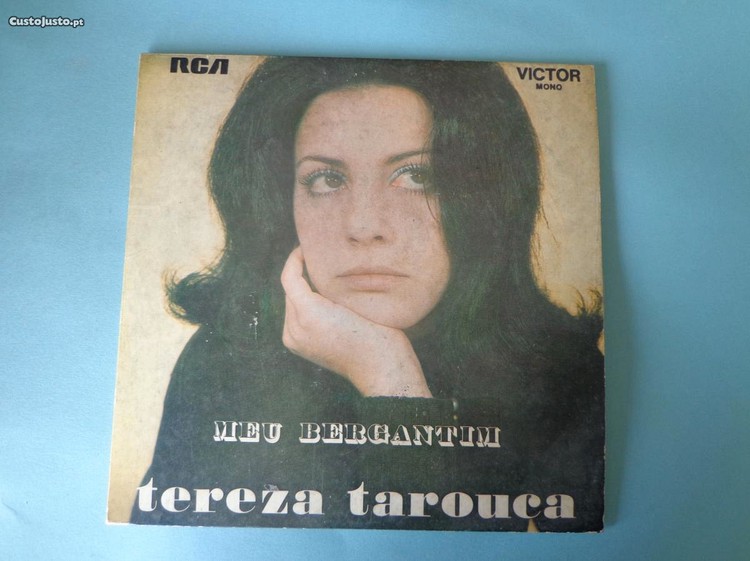 CustoJusto.pt
RCA VICTOR
MONO
MEU BERGANTIM
tereza tarouca